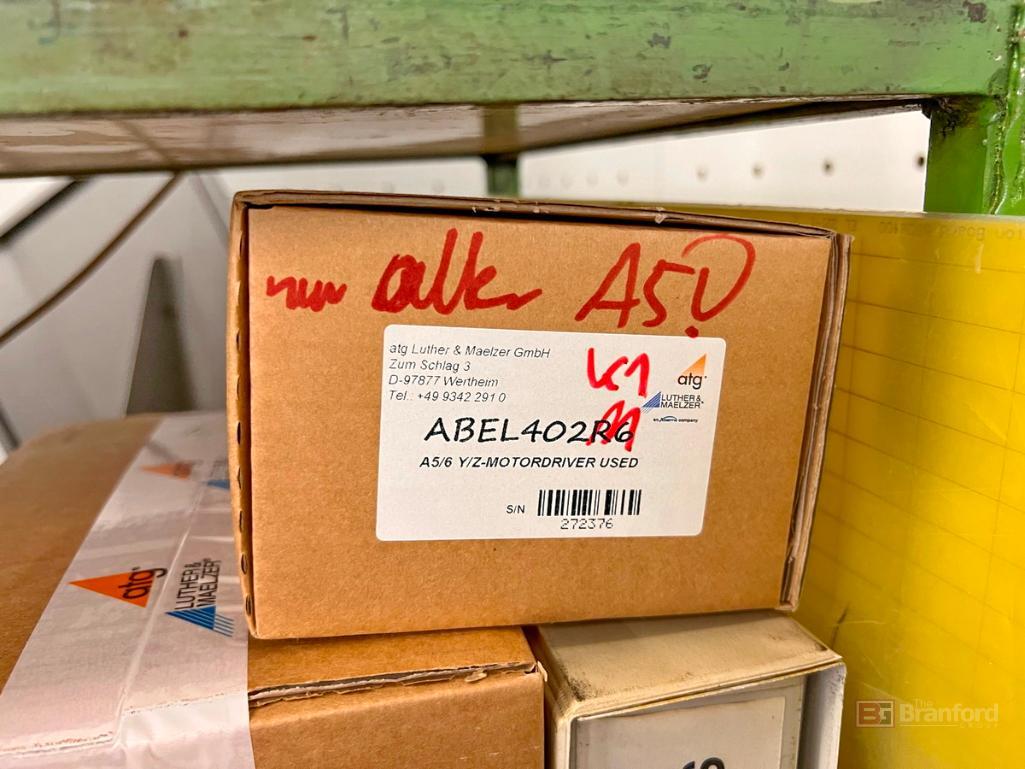 nur alte A5!?
atg Luther & Maelzer GmbH
Zum Schlag 3
D-97877 Wertheim
Tel.: +49 9342 291 0
atg
LUTHER &
MAELZER
ABEL402R6
A5/6 Y/Z-MOTORDRIVER USED
S/N
272376
atg
LUTHER &
MAELZER
The
Branford